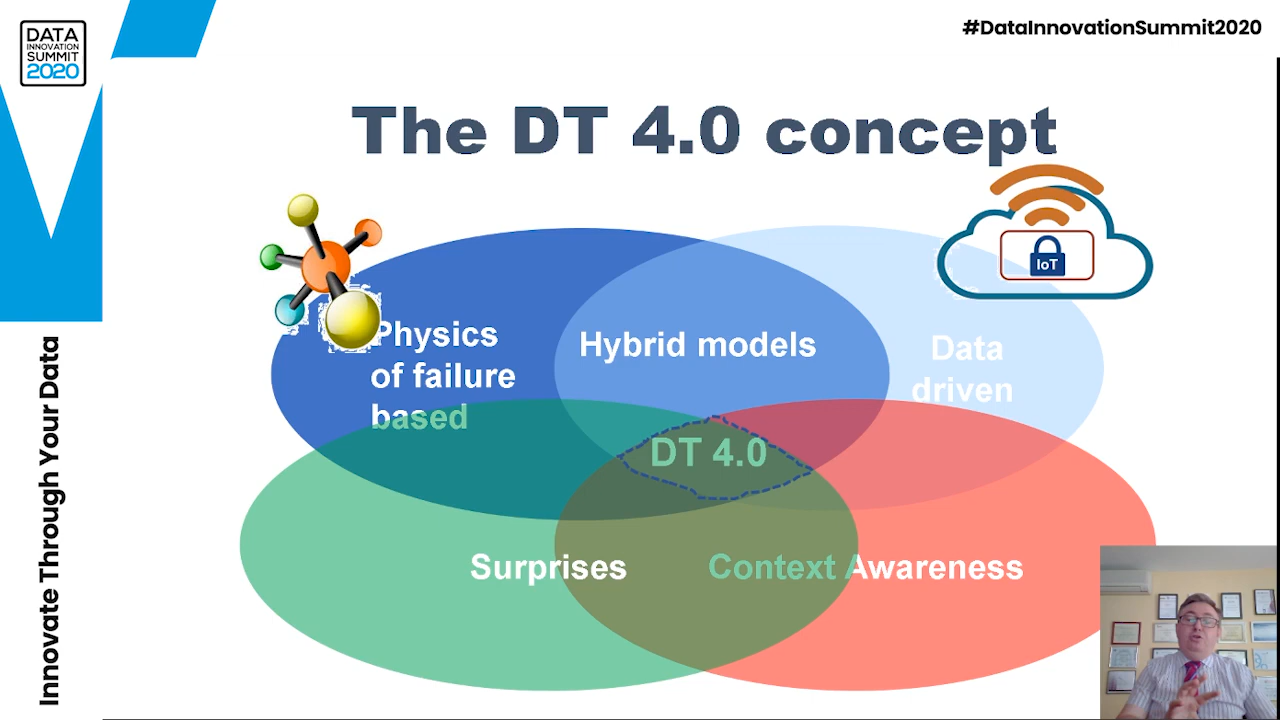 DATA
INNOVATION
SUMMIT
2020
#DataInnovationSummit2020
Innovate Through Your Data
The DT 4.0 concept
IoT
Physics
of failure
based
Hybrid models
Data
driven
DT 4.0
Surprises
Context Awareness